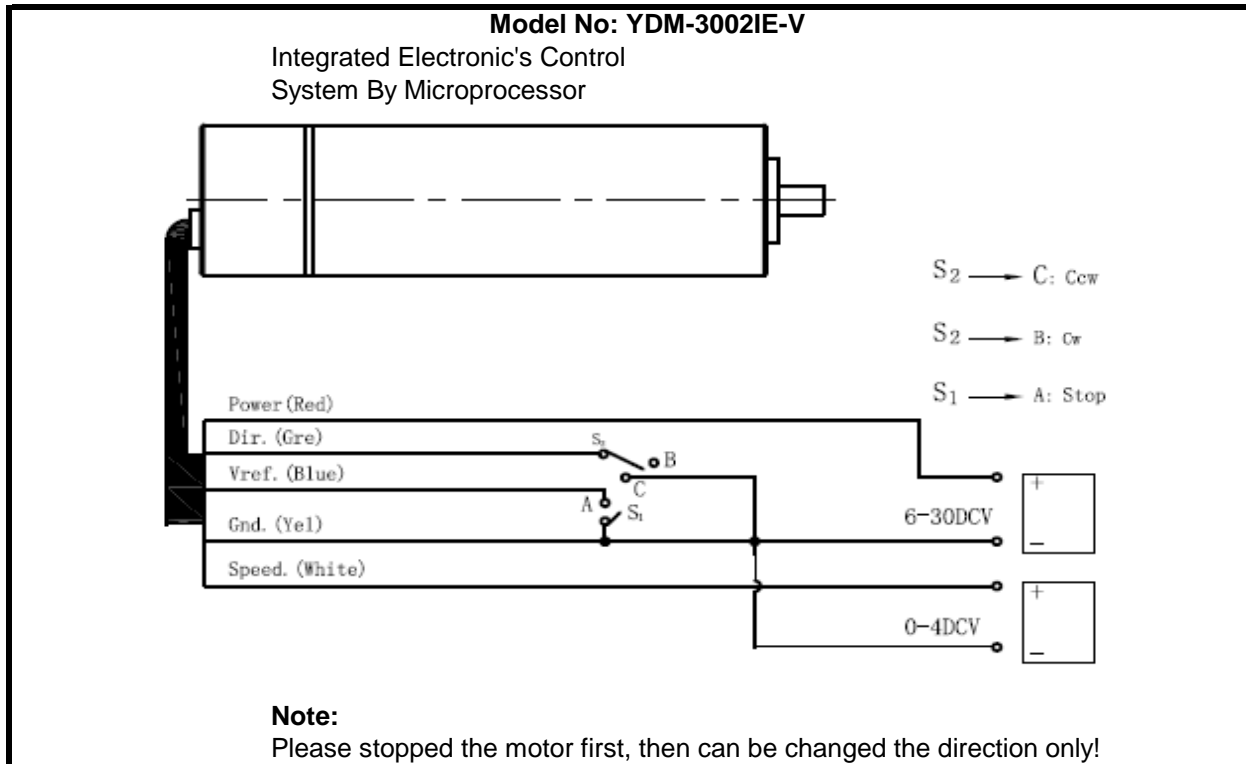 Model No: YDM-3002IE-V
Integrated Electronic's Control
System By Microprocessor
S2 → C: Ccw
S2 → B: Cw
S1 → A: Stop
Power(Red)
Dir.(Gre)
S2
B
Vref.(Blue)
C
A
S1
Gnd.(Yel)
+
6-30DCV
−
Speed.(White)
+
0-4DCV
−
Note:
Please stopped the motor first, then can be changed the direction only!